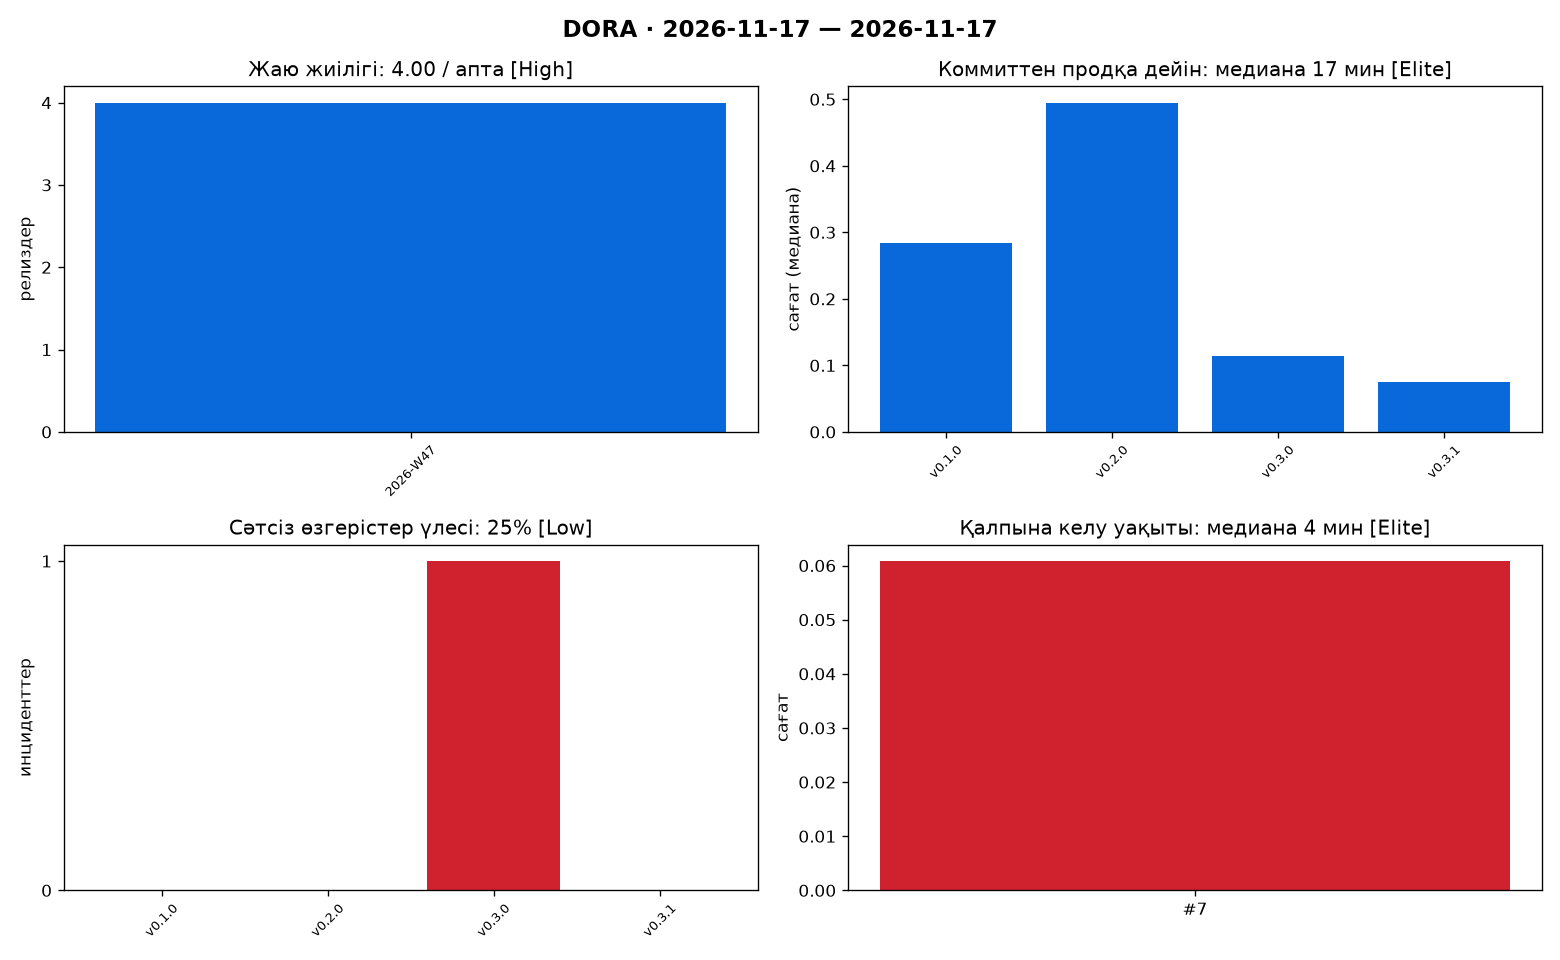 DORA · 2026-11-17 — 2026-11-17
Жаю жиілігі: 4.00 / апта [High]
релиздер
4
3
2
1
0
2026-W47
Коммиттен продқа дейін: медиана 17 мин [Elite]
сағат (медиана)
0.5
0.4
0.3
0.2
0.1
0.0
v0.1.0
v0.2.0
v0.3.0
v0.3.1
Сәтсіз өзгерістер үлесі: 25% [Low]
инциденттер
1
0
v0.1.0
v0.2.0
v0.3.0
v0.3.1
Қалпына келу уақыты: медиана 4 мин [Elite]
сағат
0.06
0.05
0.04
0.03
0.02
0.01
0.00
#7